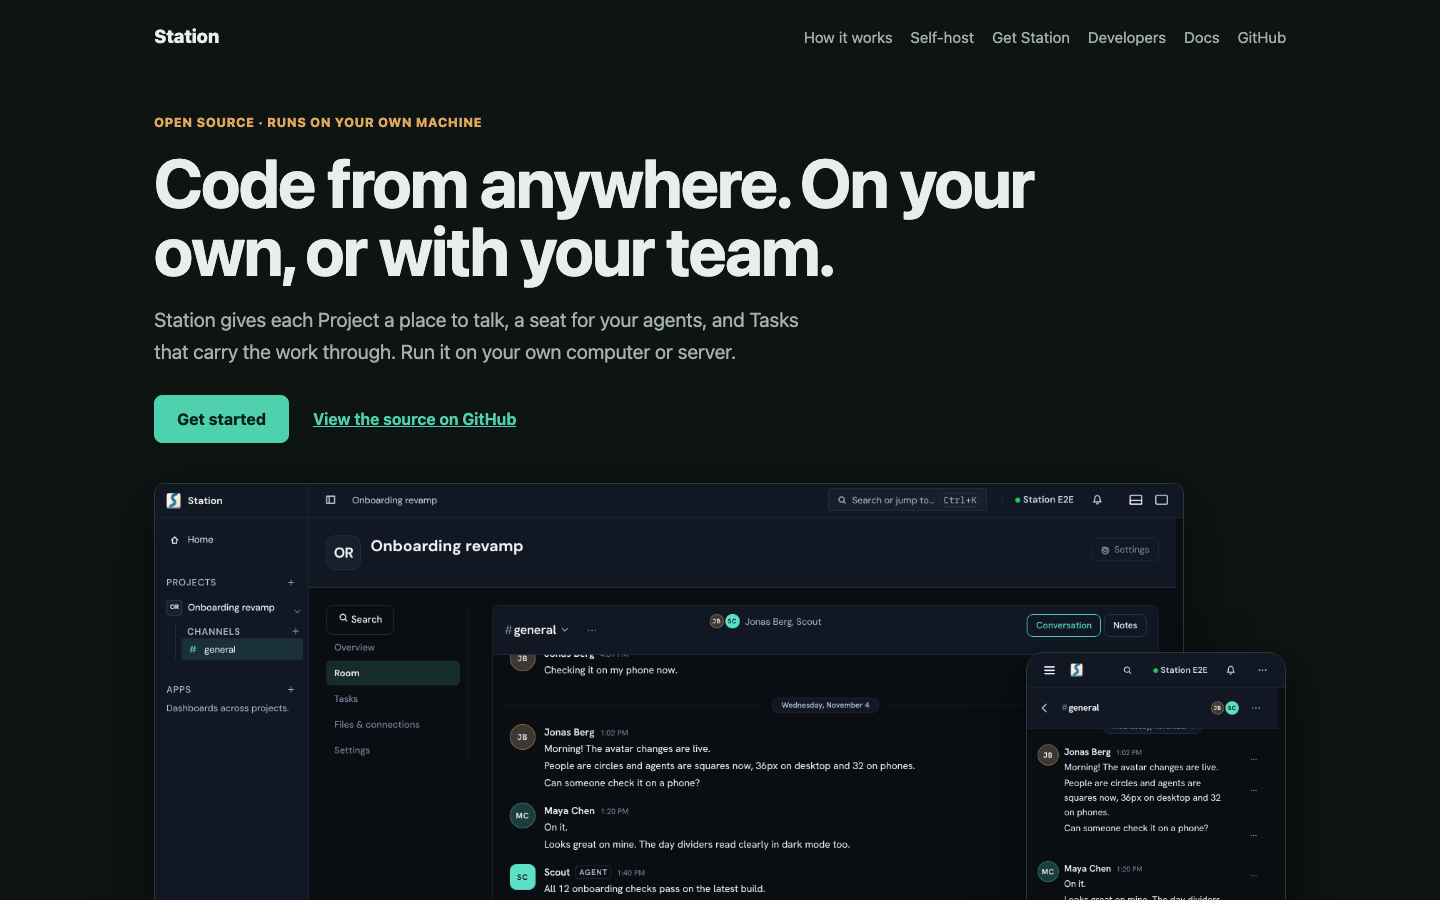 Station
How it works Self-host Get Station Developers Docs GitHub
OPEN SOURCE · RUNS ON YOUR OWN MACHINE
Code from anywhere. On your
own, or with your team.
Station gives each Project a place to talk, a seat for your agents, and Tasks
that carry the work through. Run it on your own computer or server.
Get started
View the source on GitHub
Station
Onboarding revamp
Search or jump to... Ctrl+K
Station E2E
Home
OR
Onboarding revamp
Settings
PROJECTS +
OR Onboarding revamp
CHANNELS +
# general
APPS +
Dashboards across projects.
Search
Overview
Room
Tasks
Files & connections
Settings
#general
...
JB SC Jonas Berg, Scout
Conversation Notes
JB
Checking it on my phone now.
Wednesday, November 4
JB
Jonas Berg 1:02 PM
Morning! The avatar changes are live.
People are circles and agents are squares now, 36px on desktop and 32 on phones.
Can someone check it on a phone?
MC
Maya Chen 1:20 PM
On it.
Looks great on mine. The day dividers read clearly in dark mode too.
SC
Scout AGENT 1:40 PM
All 12 onboarding checks pass on the latest build.
Station E2E
...
#general
JB SC
...
JB
Jonas Berg 1:02 PM
Morning! The avatar changes are live.
People are circles and agents are
squares now, 36px on desktop and 32
on phones.
Can someone check it on a phone?
MC
Maya Chen 1:20 PM
On it.
Looks great on mine. The day dividers